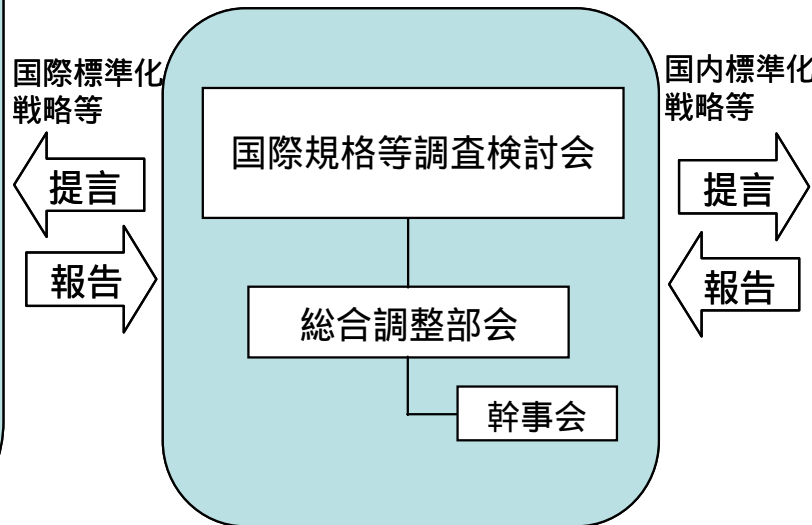 国際標準化
戦略等
提言
報告
国際規格等調査検討会
総合調整部会
幹事会
国内標準化
戦略等
提言
報告